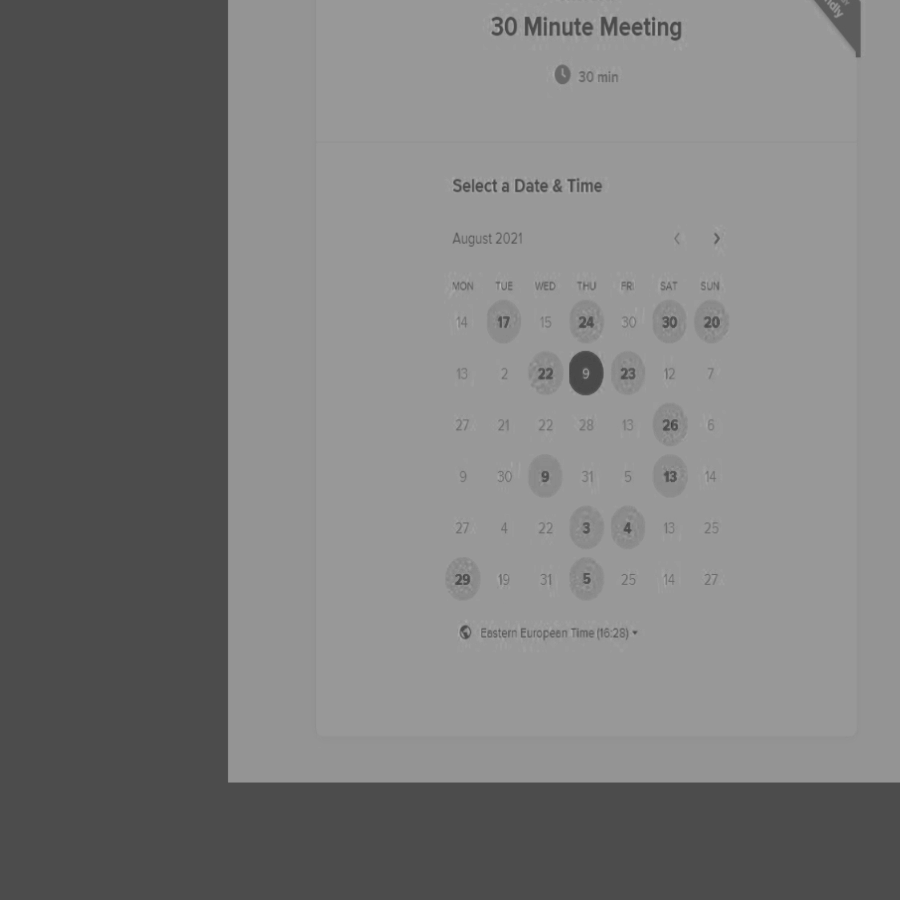 30 Minute Meeting
30 min
Select a Date & Time
August 2021
MON TUE WED THU FRI SAT SUN
14 17 15 24 30 30 20
13 2 22 9 23 12 7
27 21 22 28 13 26 6
9 30 9 31 5 13 14
27 4 22 3 4 13 25
29 19 31 5 25 14 27
Eastern European Time (16:28)